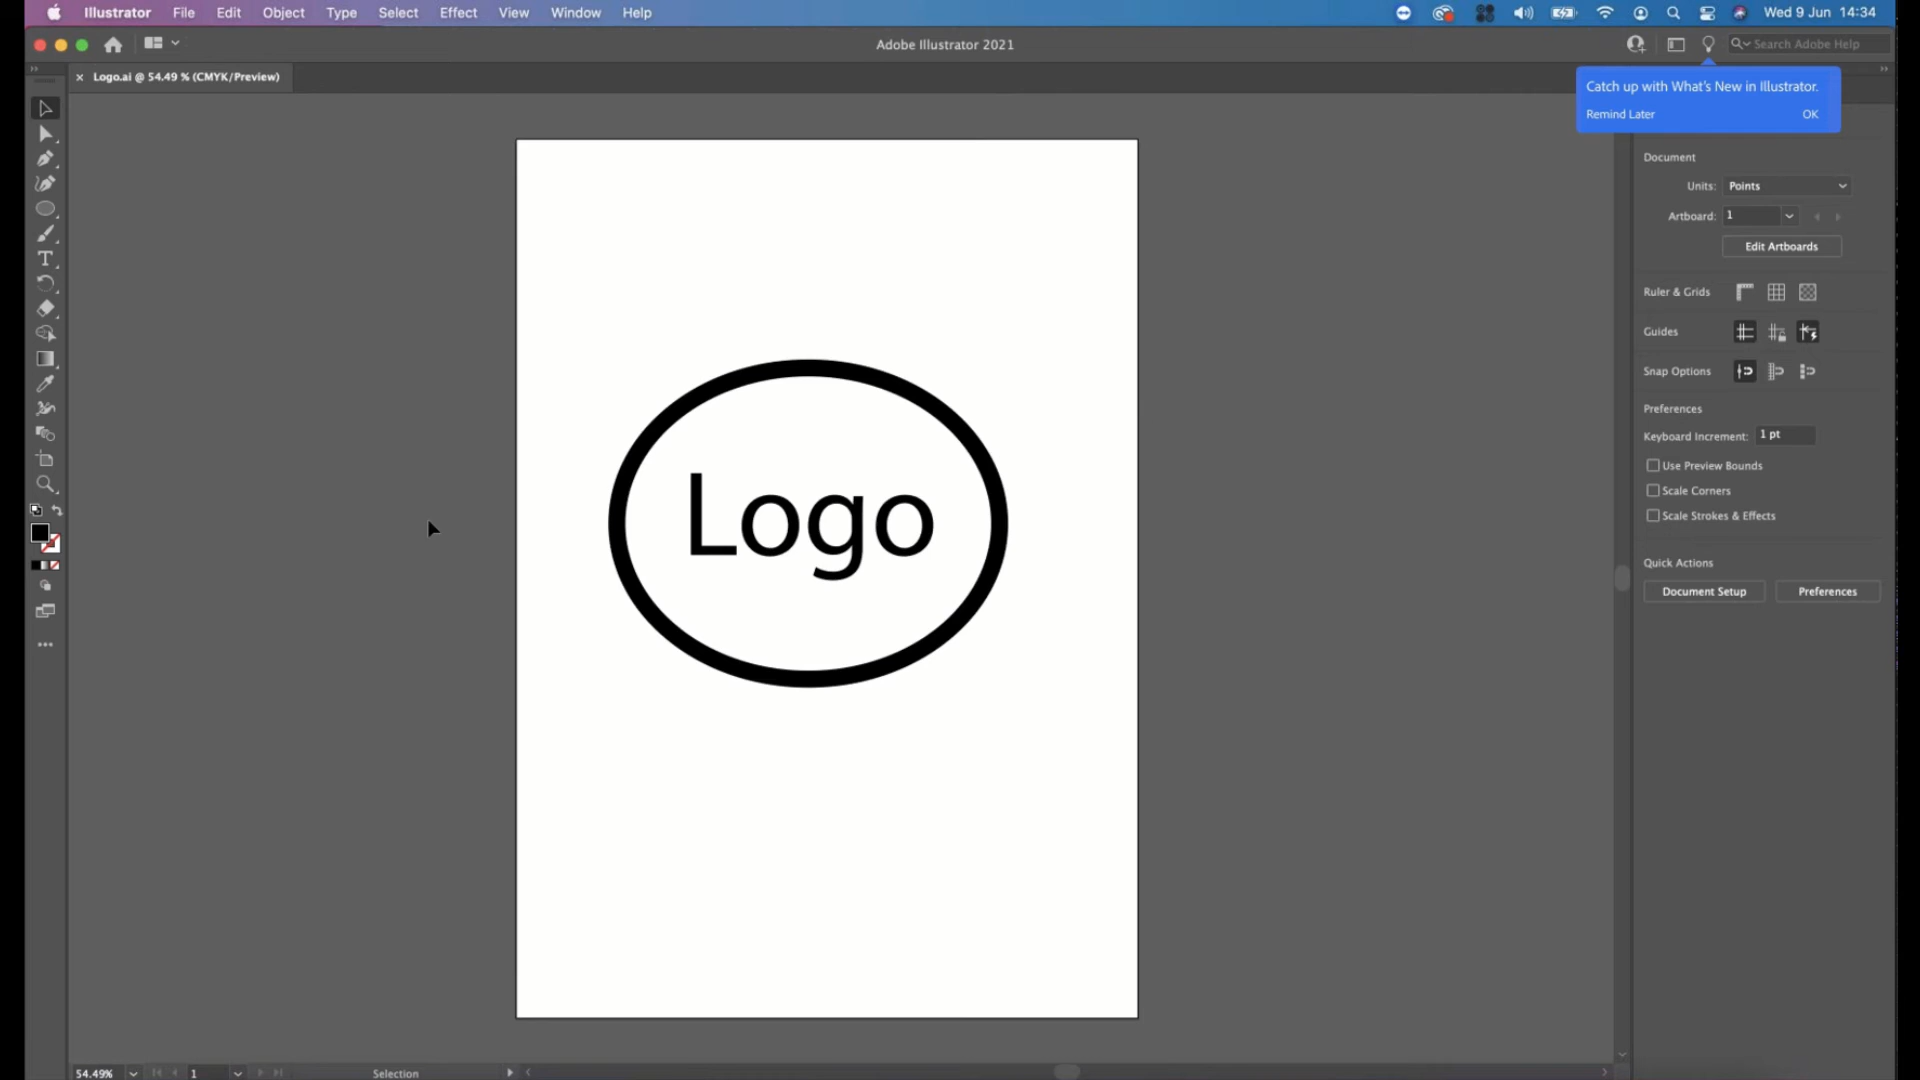 Illustrator File Edit Object Type Select Effect View Window Help Wed 9 Jun 14:34
Adobe Illustrator 2021 Search Adobe Help
Logo.ai @ 54.49 % (CMYK/Preview)
Catch up with What's New in Illustrator.
Remind Later OK
Document
Units: Points
Artboard: 1
Edit Artboards
Ruler & Grids
Guides
Snap Options
Preferences
Keyboard Increment: 1 pt
Use Preview Bounds
Scale Corners
Scale Strokes & Effects
Quick Actions
Document Setup Preferences
Logo
54.49% 1 Selection